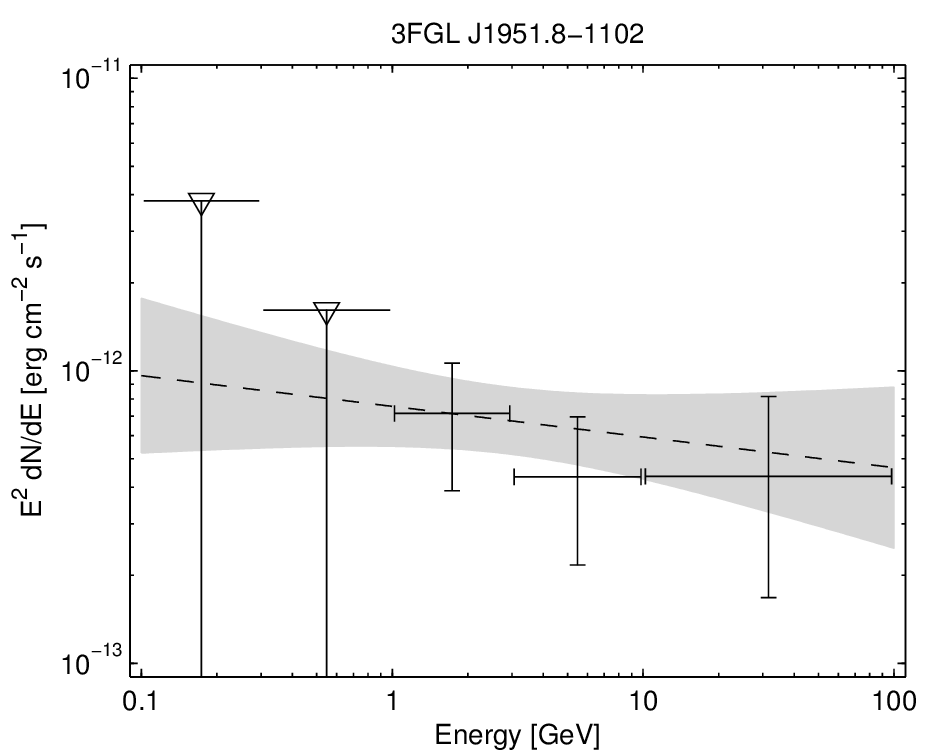 3FGL J1951.8−1102
10⁻¹¹
10⁻¹²
10⁻¹³
E² dN/dE [erg cm⁻² s⁻¹]
0.1 1 10 100
Energy [GeV]